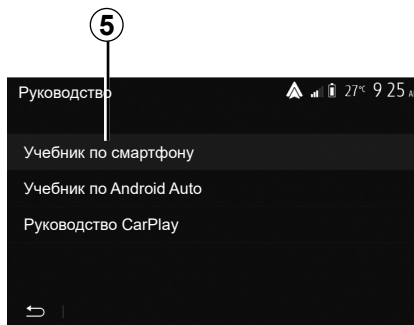 5
Руководство 27°C 9 25
Учебник по смартфону
Учебник по Android Auto
Руководство CarPlay